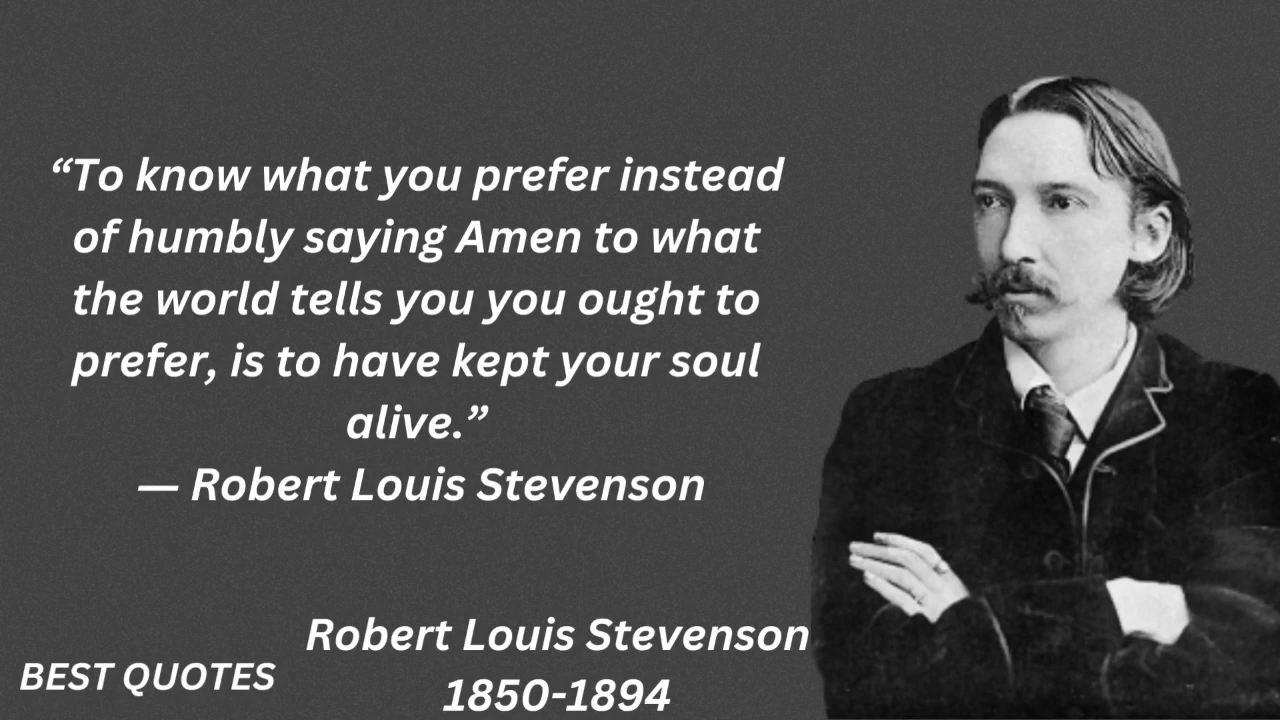 “To know what you prefer instead
of humbly saying Amen to what
the world tells you you ought to
prefer, is to have kept your soul
alive.”
— Robert Louis Stevenson
Robert Louis Stevenson
1850-1894
BEST QUOTES